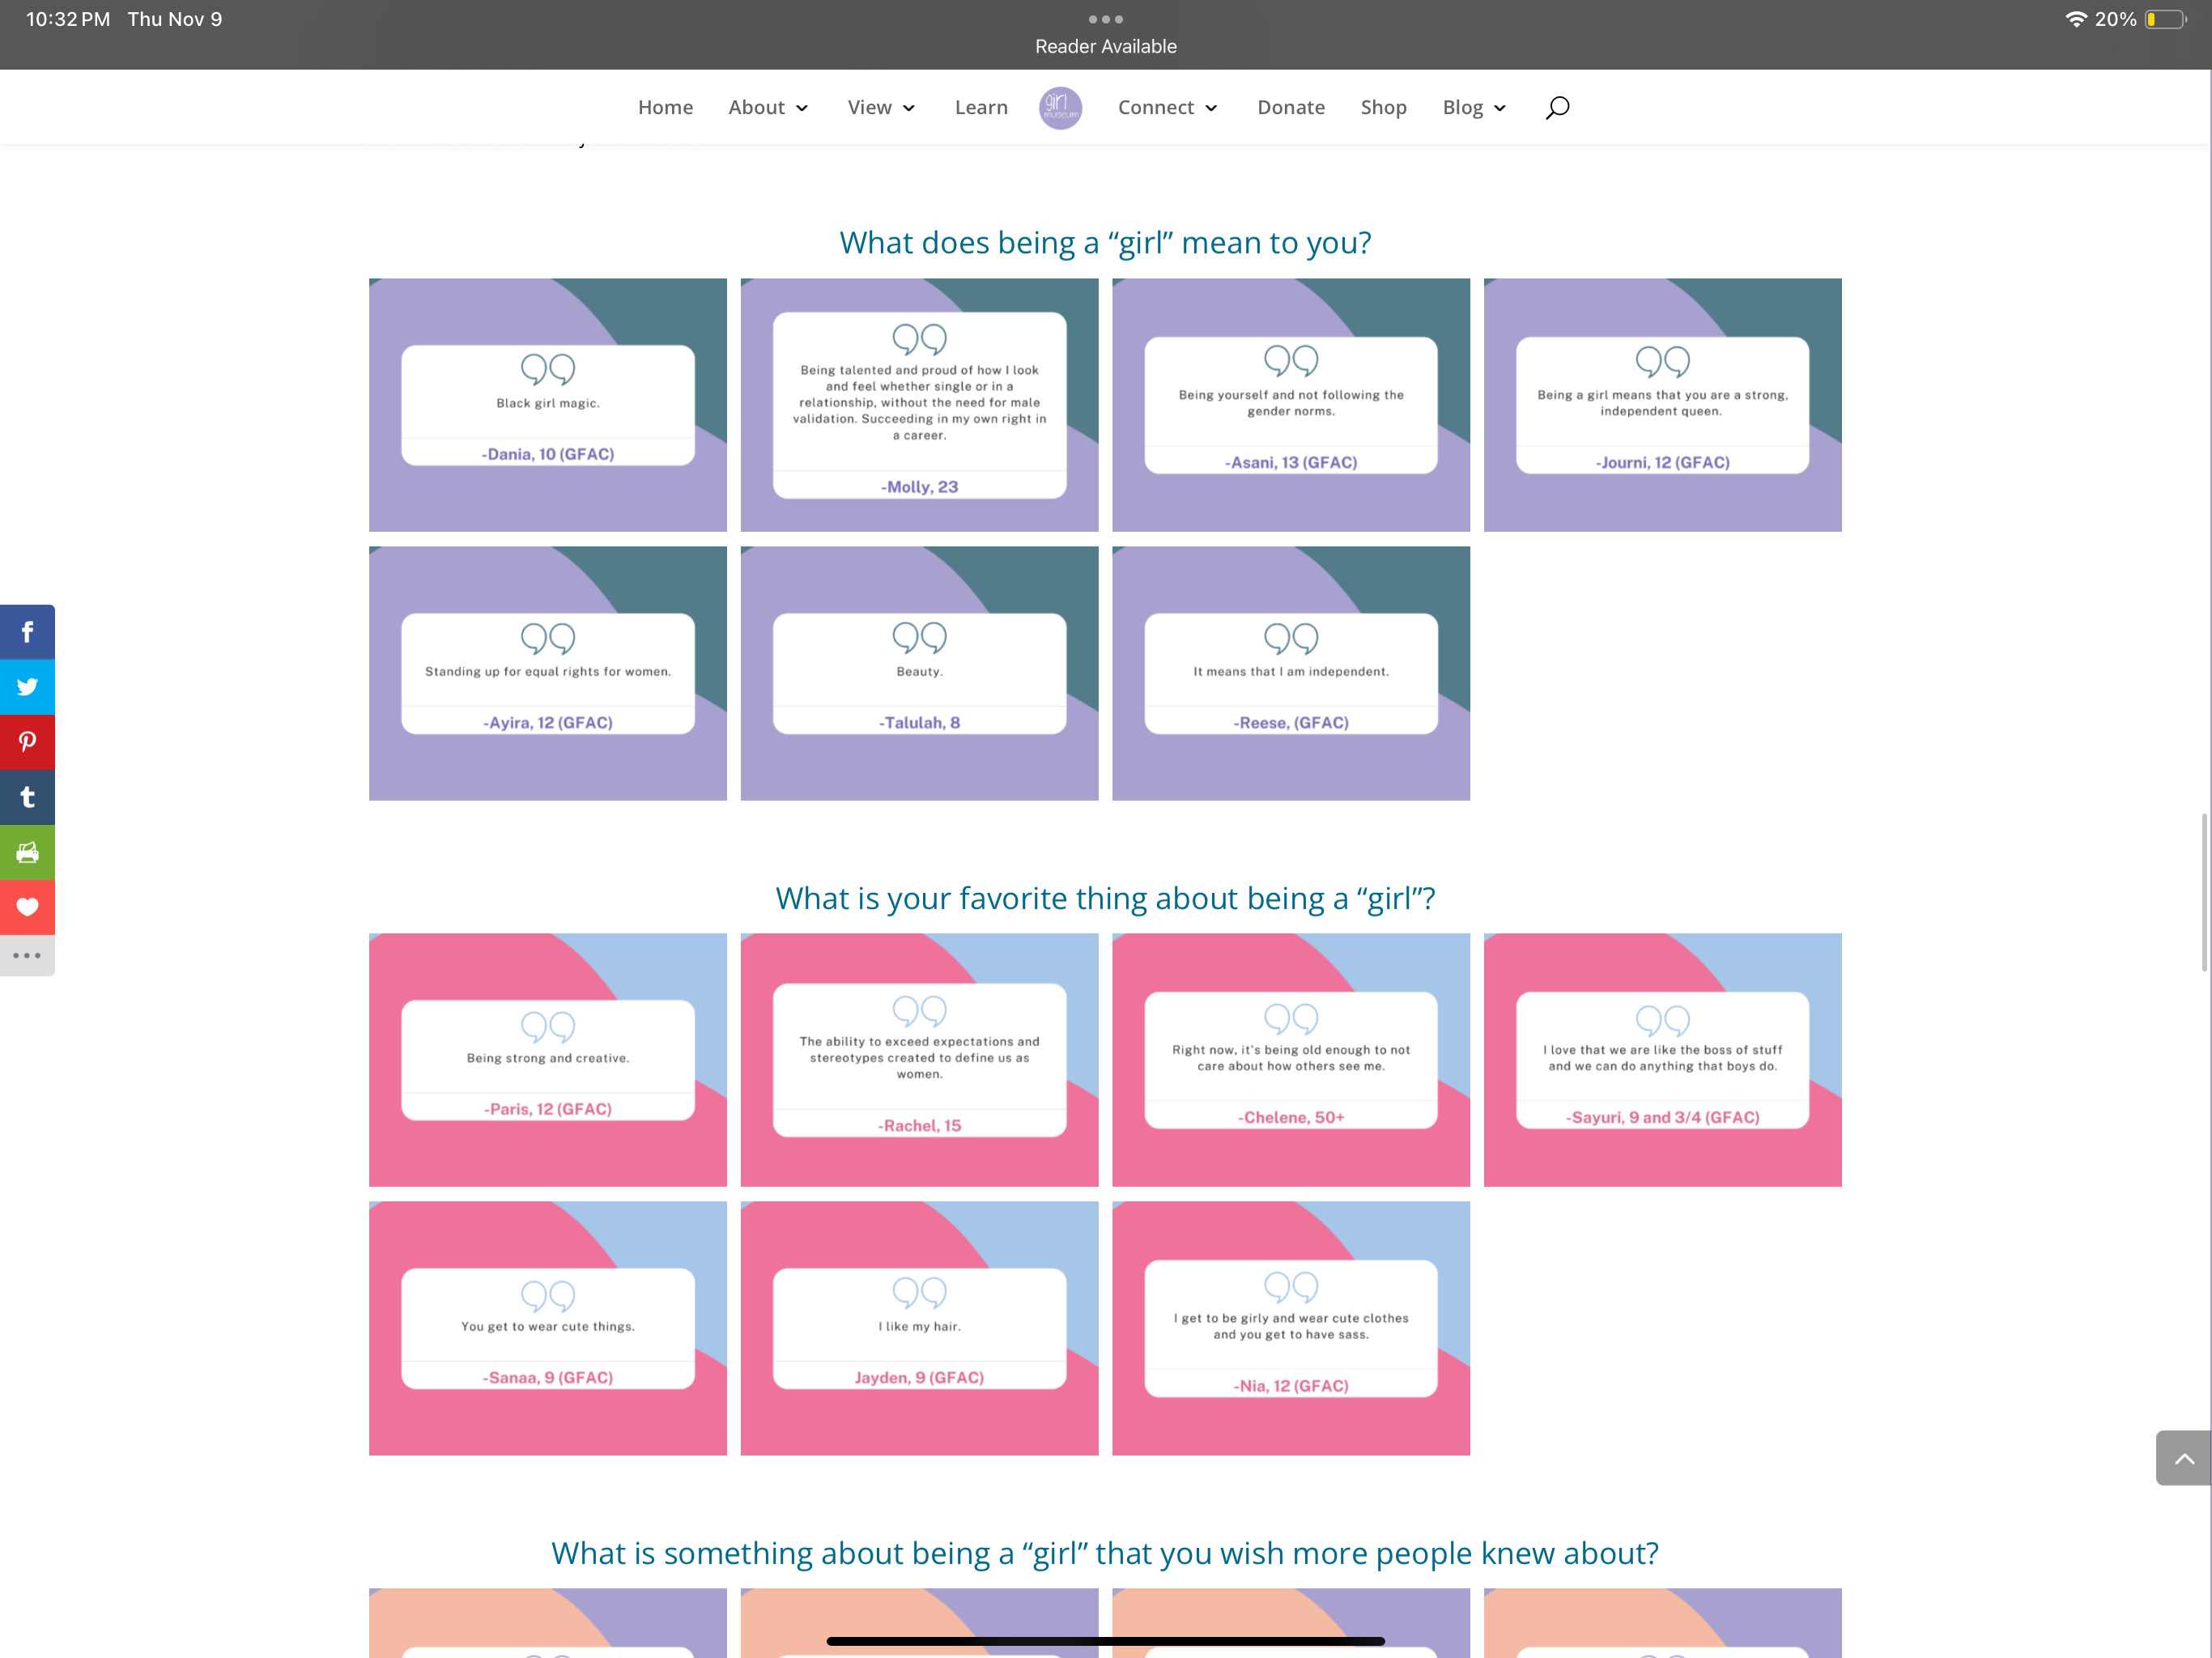 10:32 PM Thu Nov 9
20%
Reader Available
Home About View Learn girl museum Connect Donate Shop Blog
What does being a “girl” mean to you?
Black girl magic.
-Dania, 10 (GFAC)
Being talented and proud of how I look
and feel whether single or in a
relationship, without the need for male
validation. Succeeding in my own right in
a career.
-Molly, 23
Being yourself and not following the
gender norms.
-Asani, 13 (GFAC)
Being a girl means that you are a strong,
independent queen.
-Journi, 12 (GFAC)
Standing up for equal rights for women.
-Ayira, 12 (GFAC)
Beauty.
-Talulah, 8
It means that I am independent.
-Reese, (GFAC)
What is your favorite thing about being a “girl”?
Being strong and creative.
-Paris, 12 (GFAC)
The ability to exceed expectations and
stereotypes created to define us as
women.
-Rachel, 15
Right now, it's being old enough to not
care about how others see me.
-Chelene, 50+
I love that we are like the boss of stuff
and we can do anything that boys do.
-Sayuri, 9 and 3/4 (GFAC)
You get to wear cute things.
-Sanaa, 9 (GFAC)
I like my hair.
Jayden, 9 (GFAC)
I get to be girly and wear cute clothes
and you get to have sass.
-Nia, 12 (GFAC)
What is something about being a “girl” that you wish more people knew about?